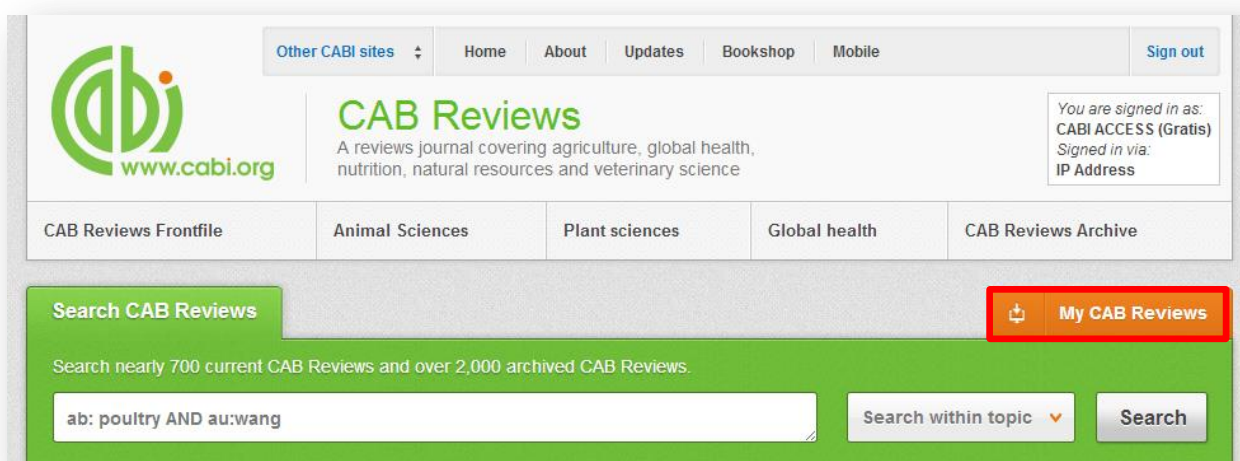 Other CABI sites Home About Updates Bookshop Mobile Sign out
cabi
www.cabi.org
CAB Reviews
A reviews journal covering agriculture, global health,
nutrition, natural resources and veterinary science
You are signed in as:
CABI ACCESS (Gratis)
Signed in via:
IP Address
CAB Reviews Frontfile Animal Sciences Plant sciences Global health CAB Reviews Archive
Search CAB Reviews My CAB Reviews
Search nearly 700 current CAB Reviews and over 2,000 archived CAB Reviews.
ab: poultry AND au:wang Search within topic Search